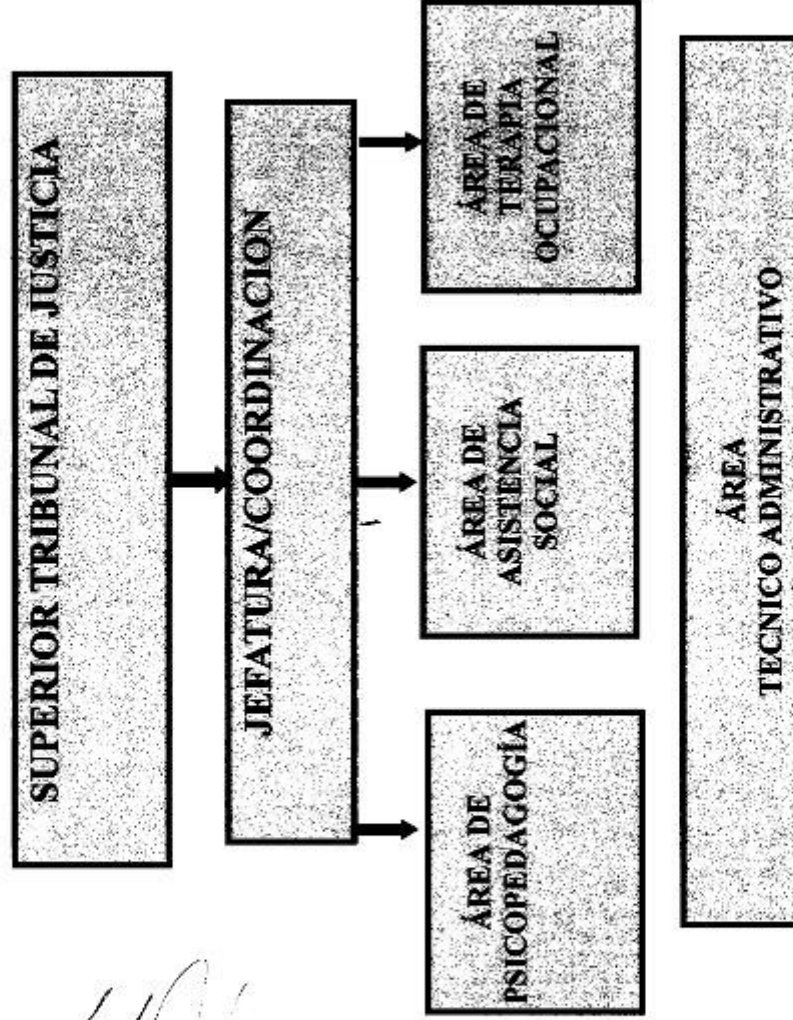 SUPERIOR TRIBUNAL DE JUSTICIA
JEFATURA/COORDINACION
ÁREA DE
PSICOPEDAGOGÍA
ÁREA DE
ASISTENCIA
SOCIAL
ÁREA DE
TERAPIA
OCUPACIONAL
ÁREA
TECNICO ADMINISTRATIVO